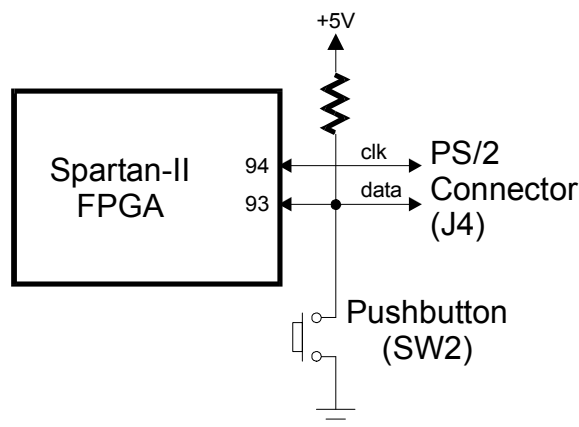 +5V
Spartan-II
FPGA
94
93
clk
data
PS/2
Connector
(J4)
Pushbutton
(SW2)